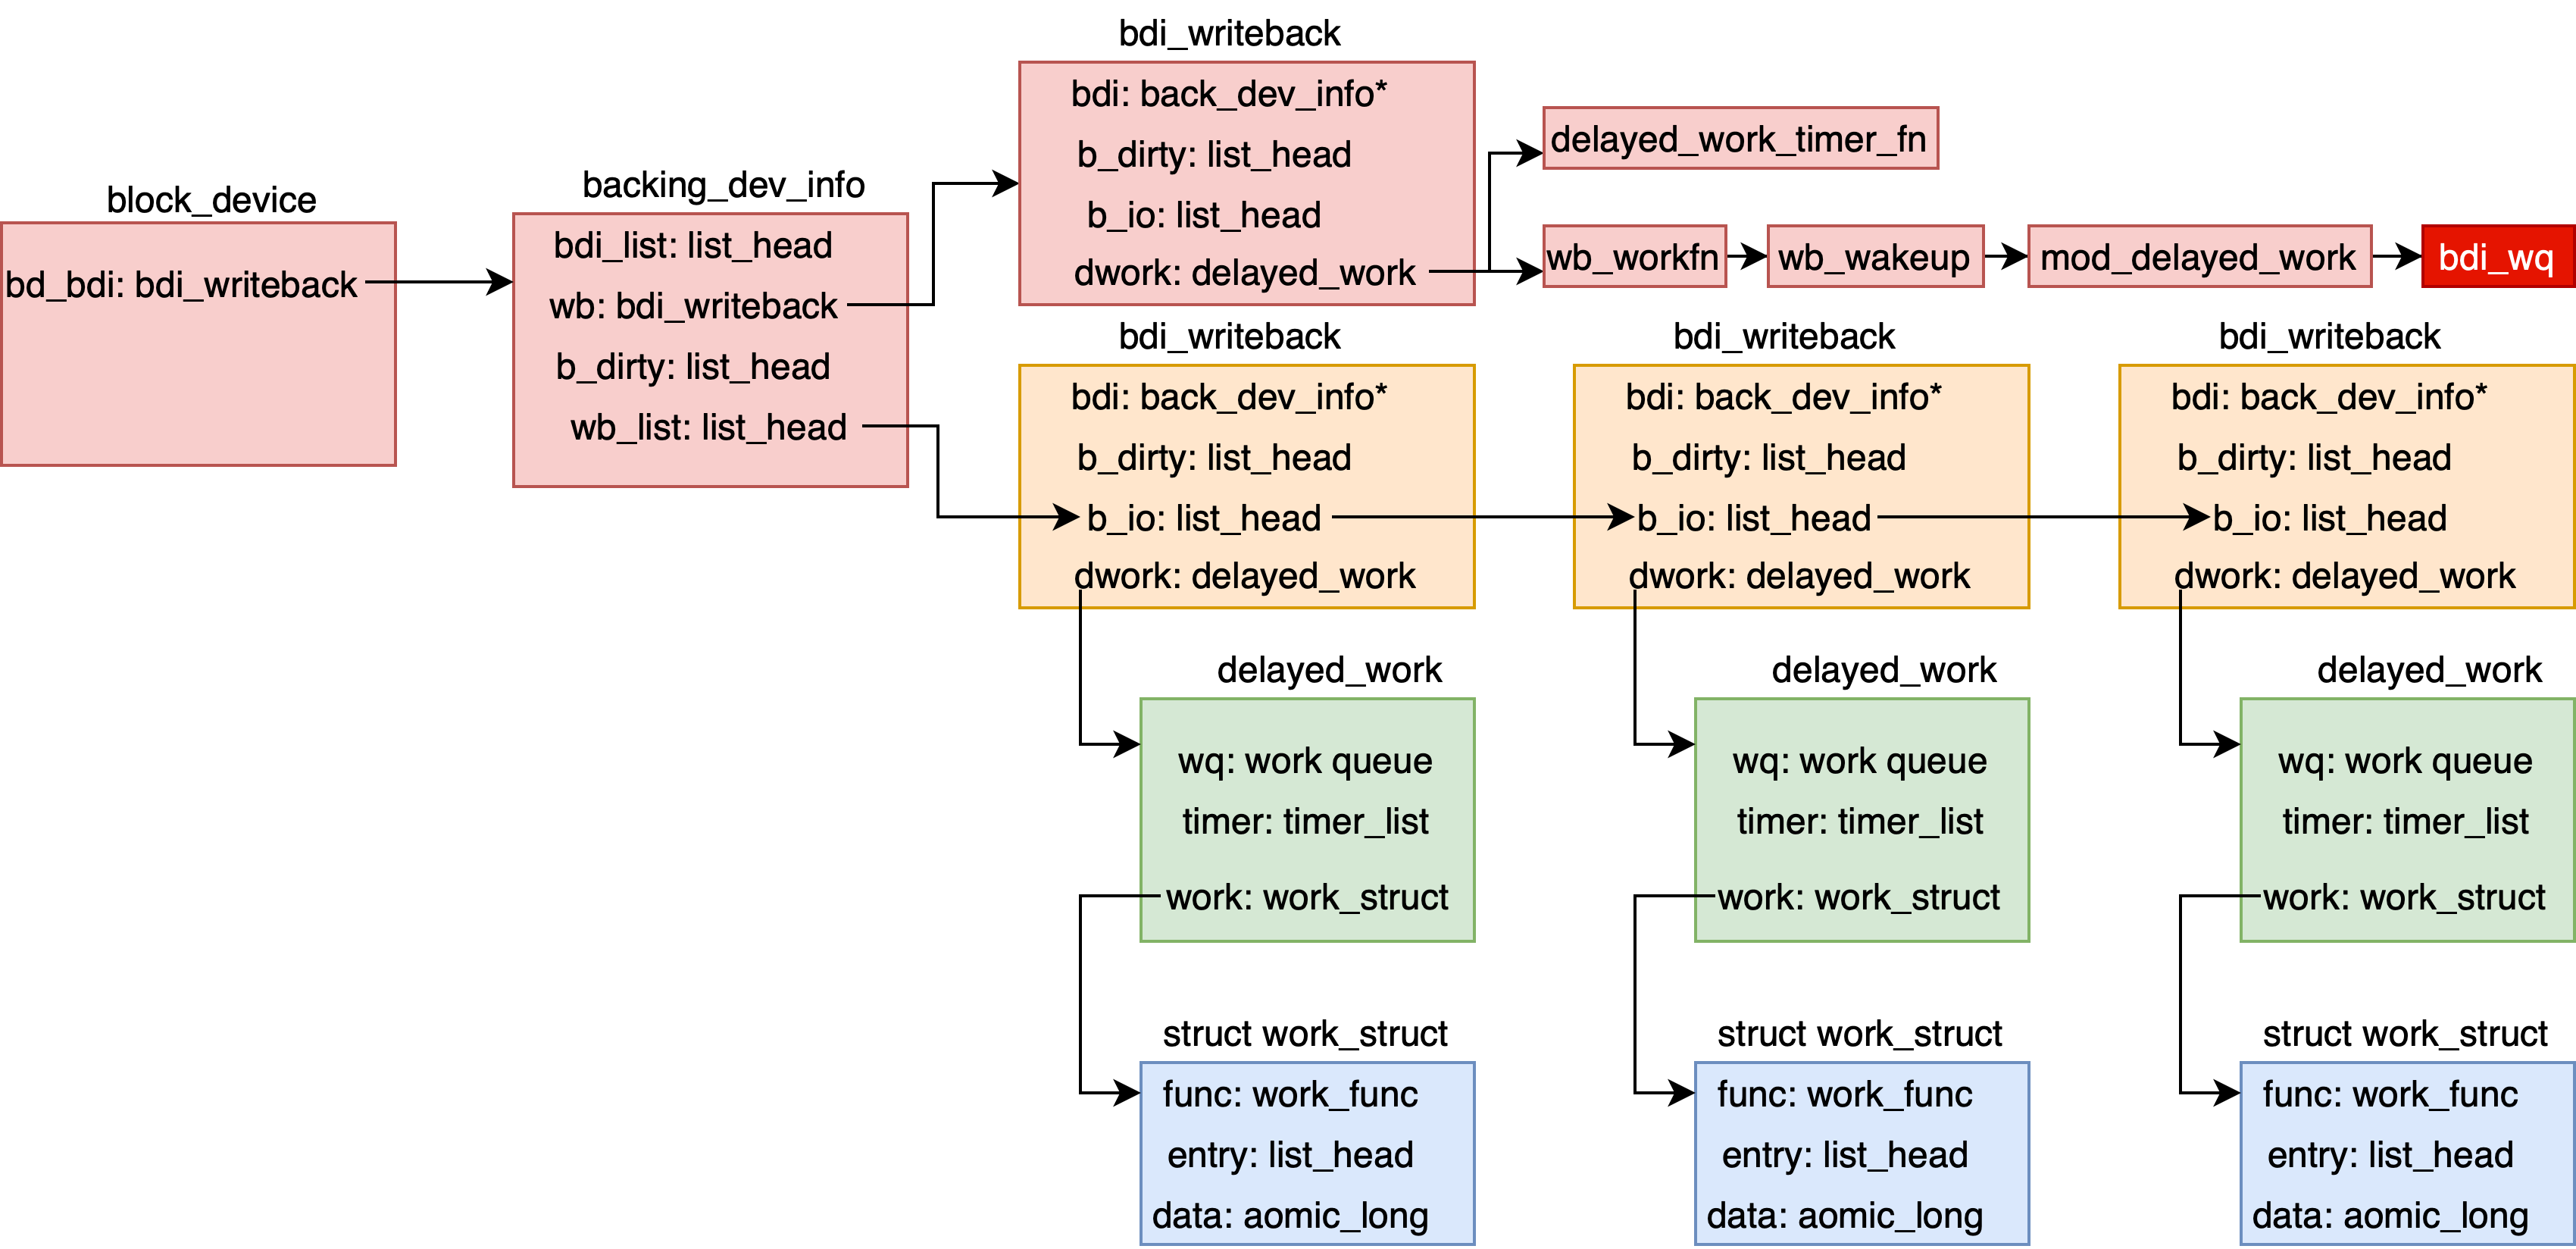 block_device
bd_bdi: bdi_writeback
backing_dev_info
bdi_list: list_head
wb: bdi_writeback
b_dirty: list_head
wb_list: list_head
bdi_writeback
bdi: back_dev_info*
b_dirty: list_head
b_io: list_head
dwork: delayed_work
delayed_work_timer_fn
wb_workfn
wb_wakeup
mod_delayed_work
bdi_wq
bdi_writeback
bdi: back_dev_info*
b_dirty: list_head
b_io: list_head
dwork: delayed_work
bdi_writeback
bdi: back_dev_info*
b_dirty: list_head
b_io: list_head
dwork: delayed_work
bdi_writeback
bdi: back_dev_info*
b_dirty: list_head
b_io: list_head
dwork: delayed_work
delayed_work
wq: work queue
timer: timer_list
work: work_struct
delayed_work
wq: work queue
timer: timer_list
work: work_struct
delayed_work
wq: work queue
timer: timer_list
work: work_struct
struct work_struct
func: work_func
entry: list_head
data: aomic_long
struct work_struct
func: work_func
entry: list_head
data: aomic_long
struct work_struct
func: work_func
entry: list_head
data: aomic_long